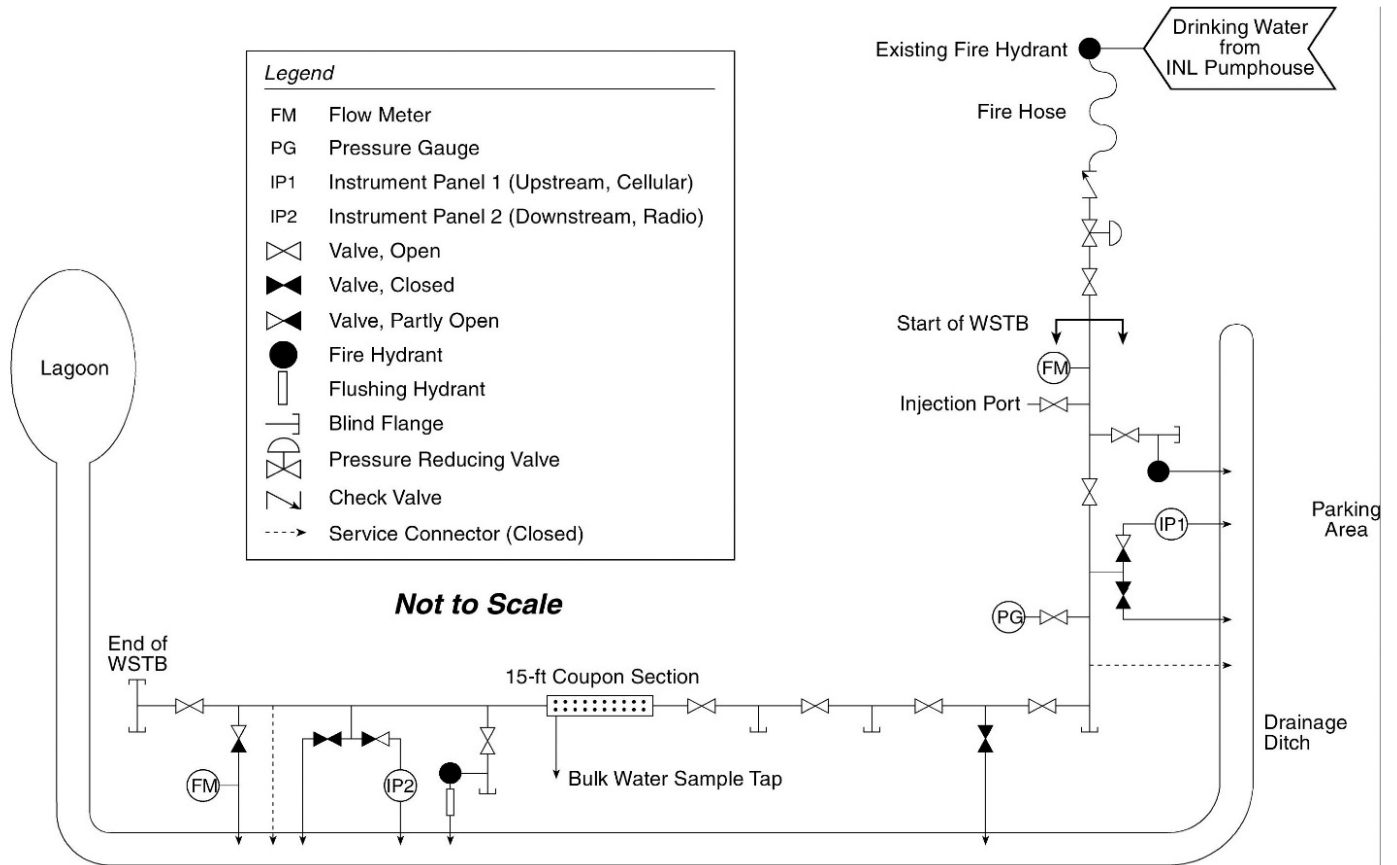 Existing Fire Hydrant
Drinking Water
from
INL Pumphouse
Fire Hose
Legend
FM Flow Meter
PG Pressure Gauge
IP1 Instrument Panel 1 (Upstream, Cellular)
IP2 Instrument Panel 2 (Downstream, Radio)
Valve, Open
Valve, Closed
Valve, Partly Open
Fire Hydrant
Flushing Hydrant
Blind Flange
Pressure Reducing Valve
Check Valve
Service Connector (Closed)
Start of WSTB
FM
Injection Port
Lagoon
IP1
Parking
Area
Not to Scale
PG
End of
WSTB
15-ft Coupon Section
Drainage
Ditch
Bulk Water Sample Tap
FM
IP2